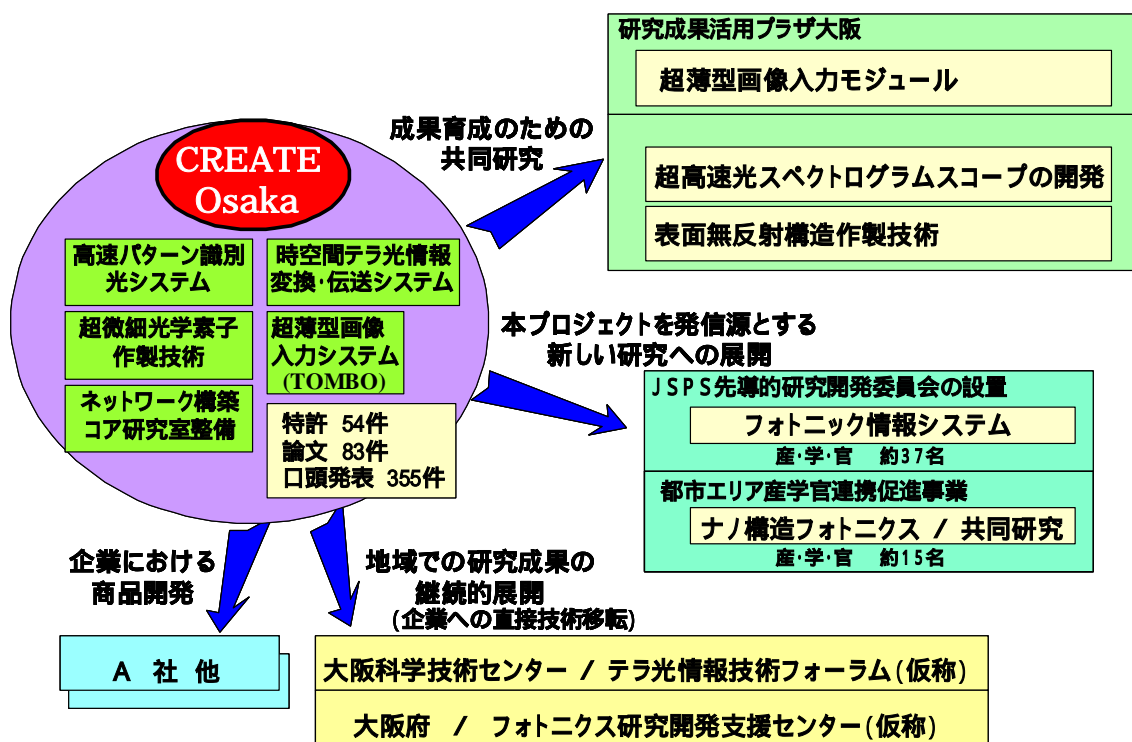 研究成果活用プラザ大阪
超薄型画像入力モジュール
超高速光スペクトログラムスコープの開発
表面無反射構造作製技術
成果育成のための
共同研究
CREATE
Osaka
高速パターン識別
光システム
時空間テラ光情報
変換・伝送システム
超微細光学素子
作製技術
超薄型画像
入力システム
(TOMBO)
ネットワーク構築
コア研究室整備
特許 54件
論文 83件
口頭発表 355件
本プロジェクトを発信源とする
新しい研究への展開
JSPS先導的研究開発委員会の設置
フォトニック情報システム
産・学・官 約37名
都市エリア産学官連携促進事業
ナノ構造フォトニクス / 共同研究
産・学・官 約15名
企業における
商品開発
地域での研究成果の
継続的展開
(企業への直接技術移転)
A 社 他
大阪科学技術センター / テラ光情報技術フォーラム(仮称)
大阪府 / フォトニクス研究開発支援センター(仮称)